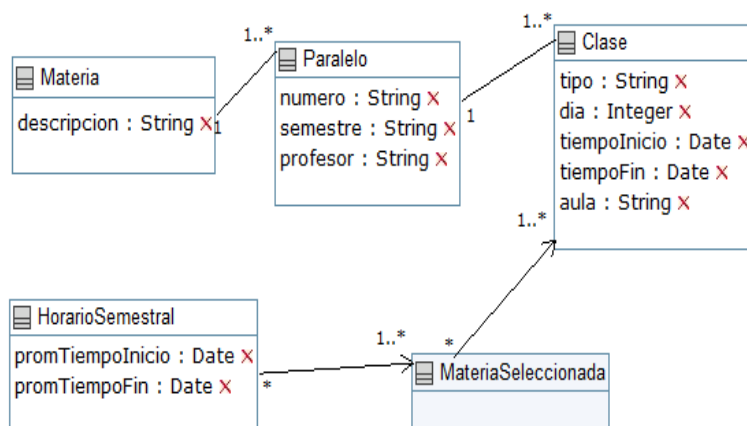 Materia
descripcion : String
1
1..*
Paralelo
numero : String
semestre : String
profesor : String
1
1..*
Clase
tipo : String
dia : Integer
tiempoInicio : Date
tiempoFin : Date
aula : String
1..*
HorarioSemestral
promTiempoInicio : Date
promTiempoFin : Date
*
1..*
*
MateriaSeleccionada